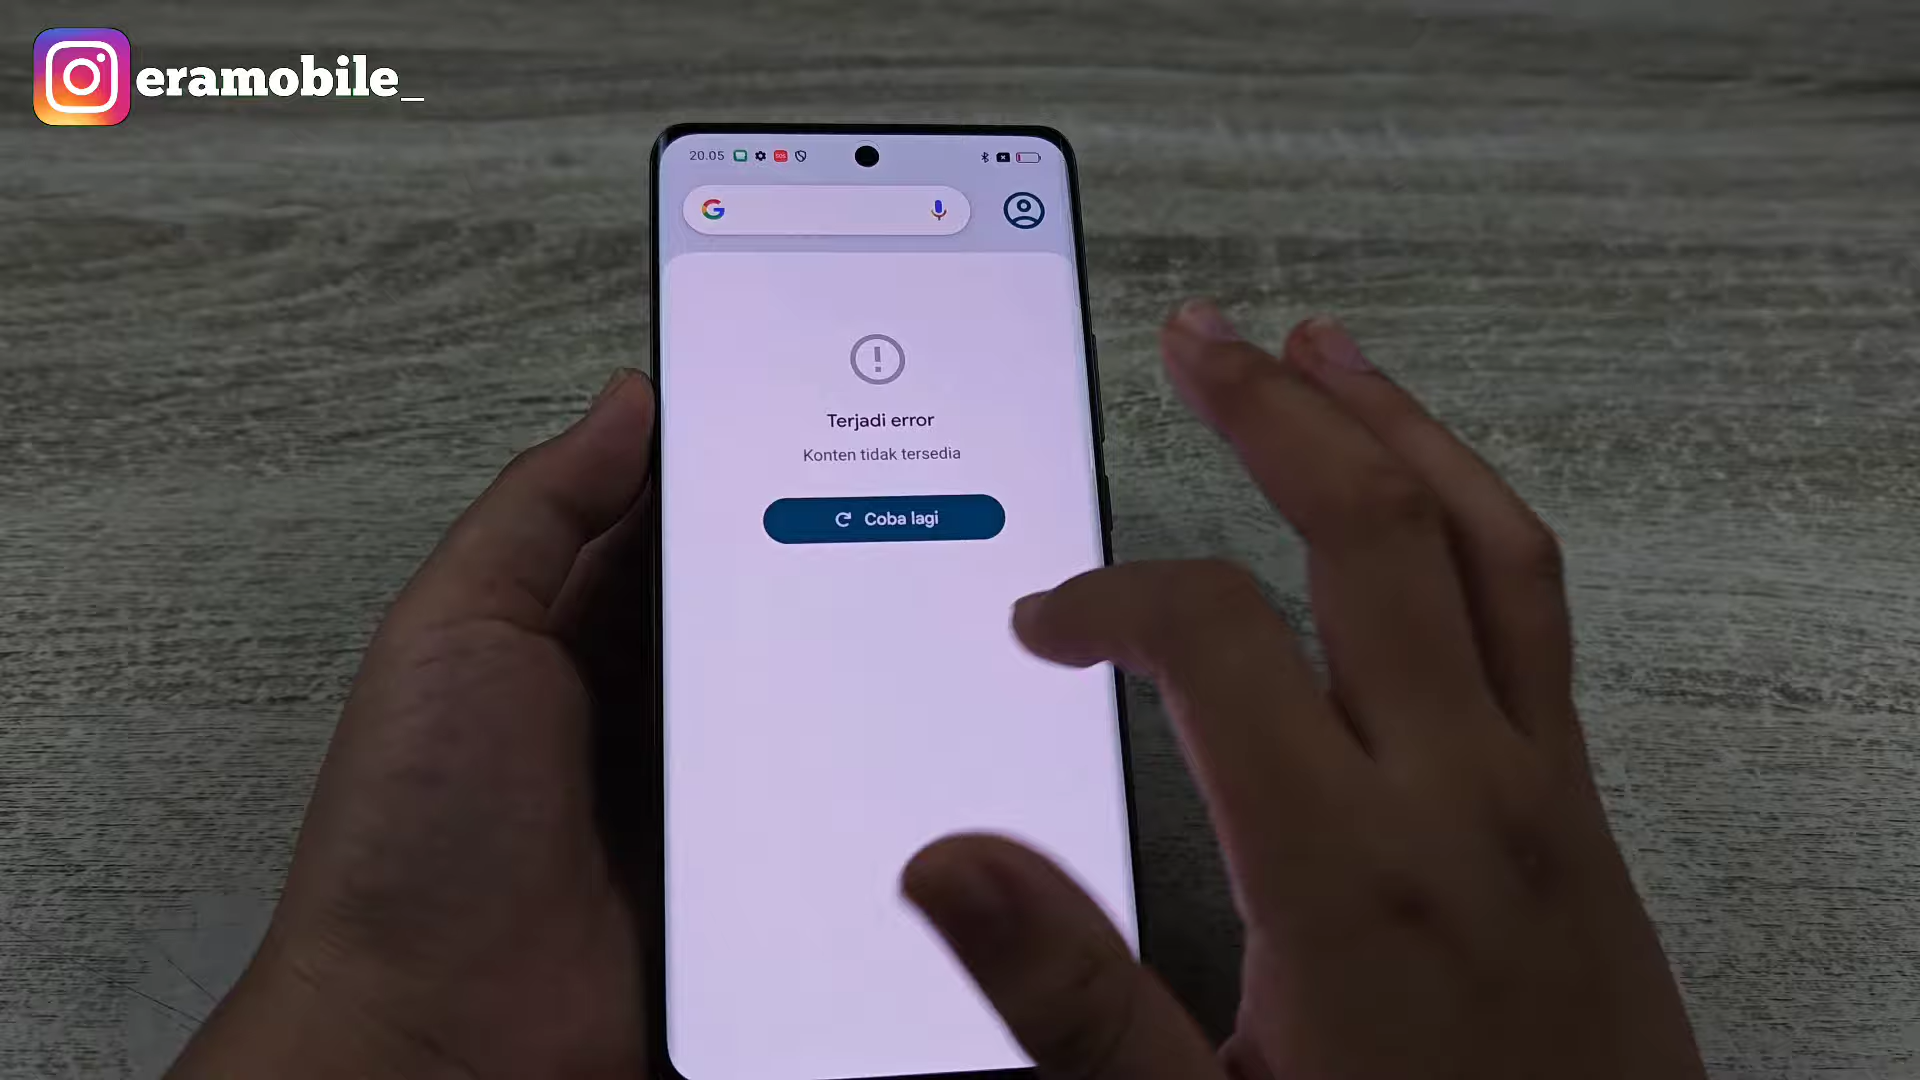 eramobile_
20.05
Terjadi error
Konten tidak tersedia
Coba lagi